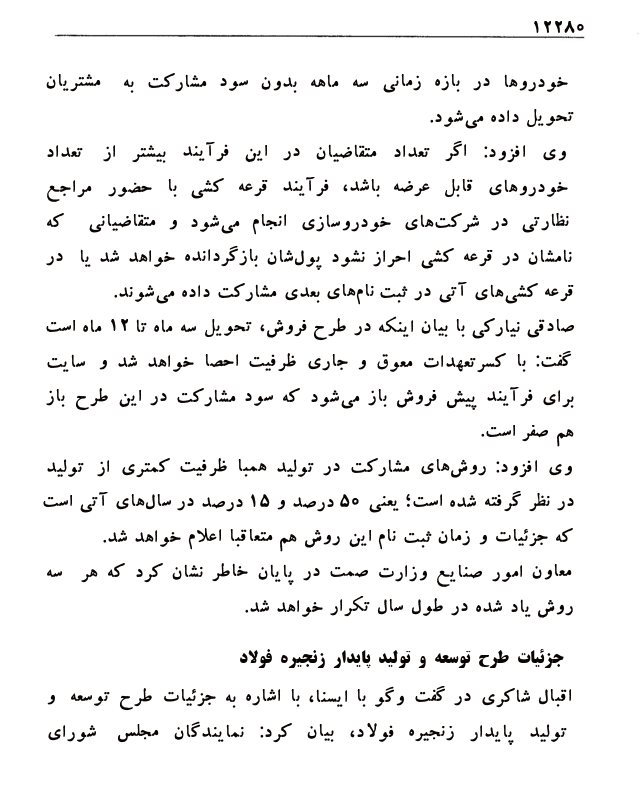 ۱۲۲۸۰
خودروها در بازه زمانی سه ماهه بدون سود مشارکت به مشتریان
تحویل داده می‌شود.
وی افزود: اگر تعداد متقاضیان در این فرآیند بیشتر از تعداد
خودروهای قابل عرضه باشد، فرآیند قرعه کشی با حضور مراجع
نظارتی در شرکت‌های خودروسازی انجام می‌شود و متقاضیانی که
نامشان در قرعه کشی احراز نشود پول‌شان بازگردانده خواهد شد یا در
قرعه کشی‌های آتی در ثبت نام‌های بعدی مشارکت داده می‌شوند.
صادقی نیارکی با بیان اینکه در طرح فروش، تحویل سه ماه تا ۱۲ ماه است
گفت: با کسرتعهدات معوق و جاری ظرفیت احصا خواهد شد و سایت
برای فرآیند پیش فروش باز می‌شود که سود مشارکت در این طرح باز
هم صفر است.
وی افزود: روش‌های مشارکت در تولید همبا ظرفیت کمتری از تولید
در نظر گرفته شده است؛ یعنی ۵۰ درصد و ۱۵ درصد در سال‌های آتی است
که جزئیات و زمان ثبت نام این روش هم متعاقبا اعلام خواهد شد.
معاون امور صنایع وزارت صمت در پایان خاطر نشان کرد که هر سه
روش یاد شده در طول سال تکرار خواهد شد.
جزئیات طرح توسعه و تولید پایدار زنجیره فولاد
اقبال شاکری در گفت وگو با ایسنا، با اشاره به جزئیات طرح توسعه و
تولید پایدار زنجیره فولاد، بیان کرد: نمایندگان مجلس شورای